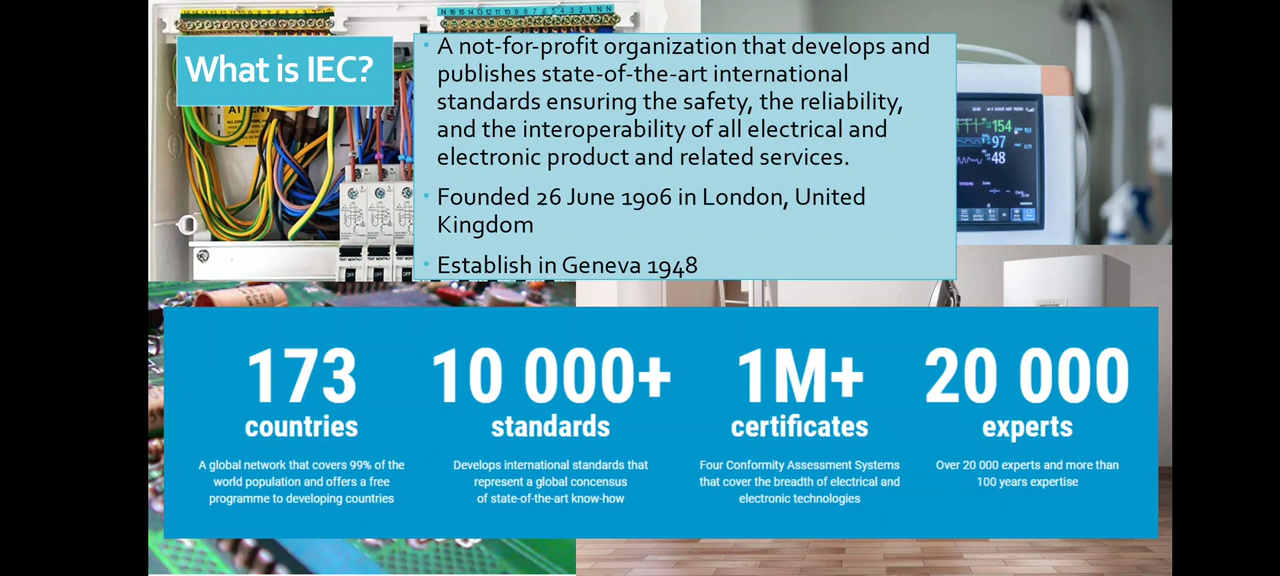 What is IEC?
A not-for-profit organization that develops and
publishes state-of-the-art international
standards ensuring the safety, the reliability,
and the interoperability of all electrical and
electronic product and related services.
Founded 26 June 1906 in London, United
Kingdom
Establish in Geneva 1948
154
97
48
173
countries
A global network that covers 99% of the
world population and offers a free
programme to developing countries
10 000+
standards
Develops international standards that
represent a global concensus
of state-of-the-art know-how
1M+
certificates
Four Conformity Assessment Systems
that cover the breadth of electrical and
electronic technologies
20 000
experts
Over 20 000 experts and more than
100 years expertise